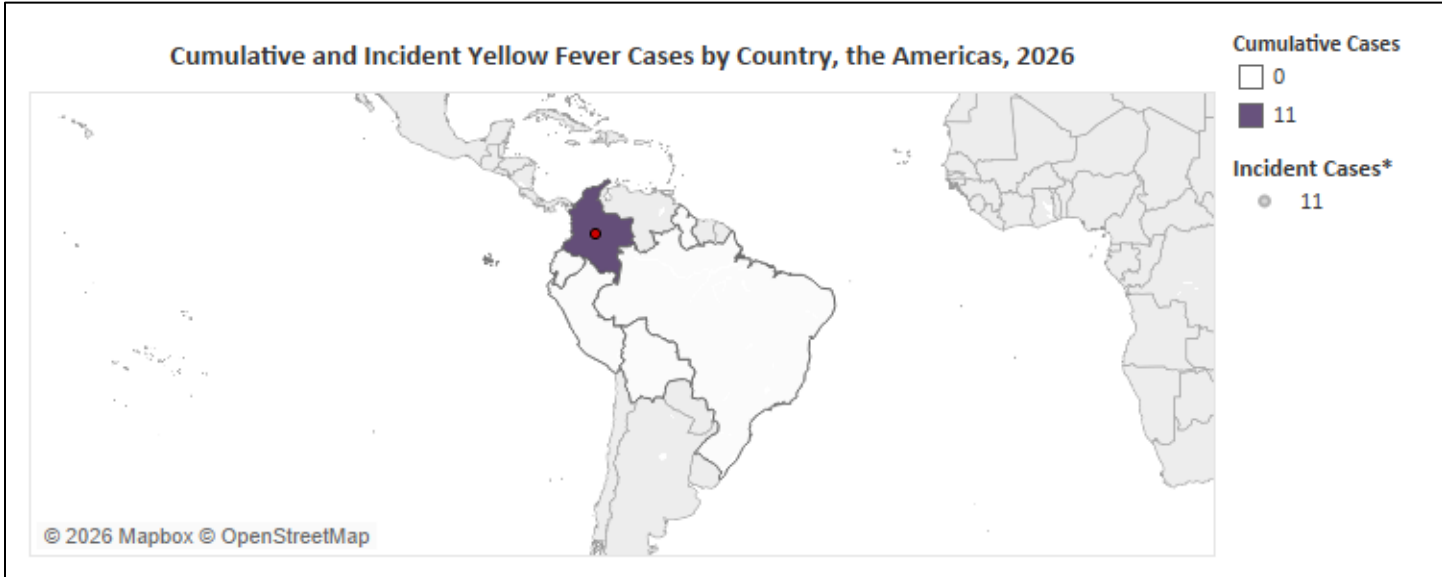 Cumulative and Incident Yellow Fever Cases by Country, the Americas, 2026
Cumulative Cases
0
11
Incident Cases*
11
© 2026 Mapbox © OpenStreetMap